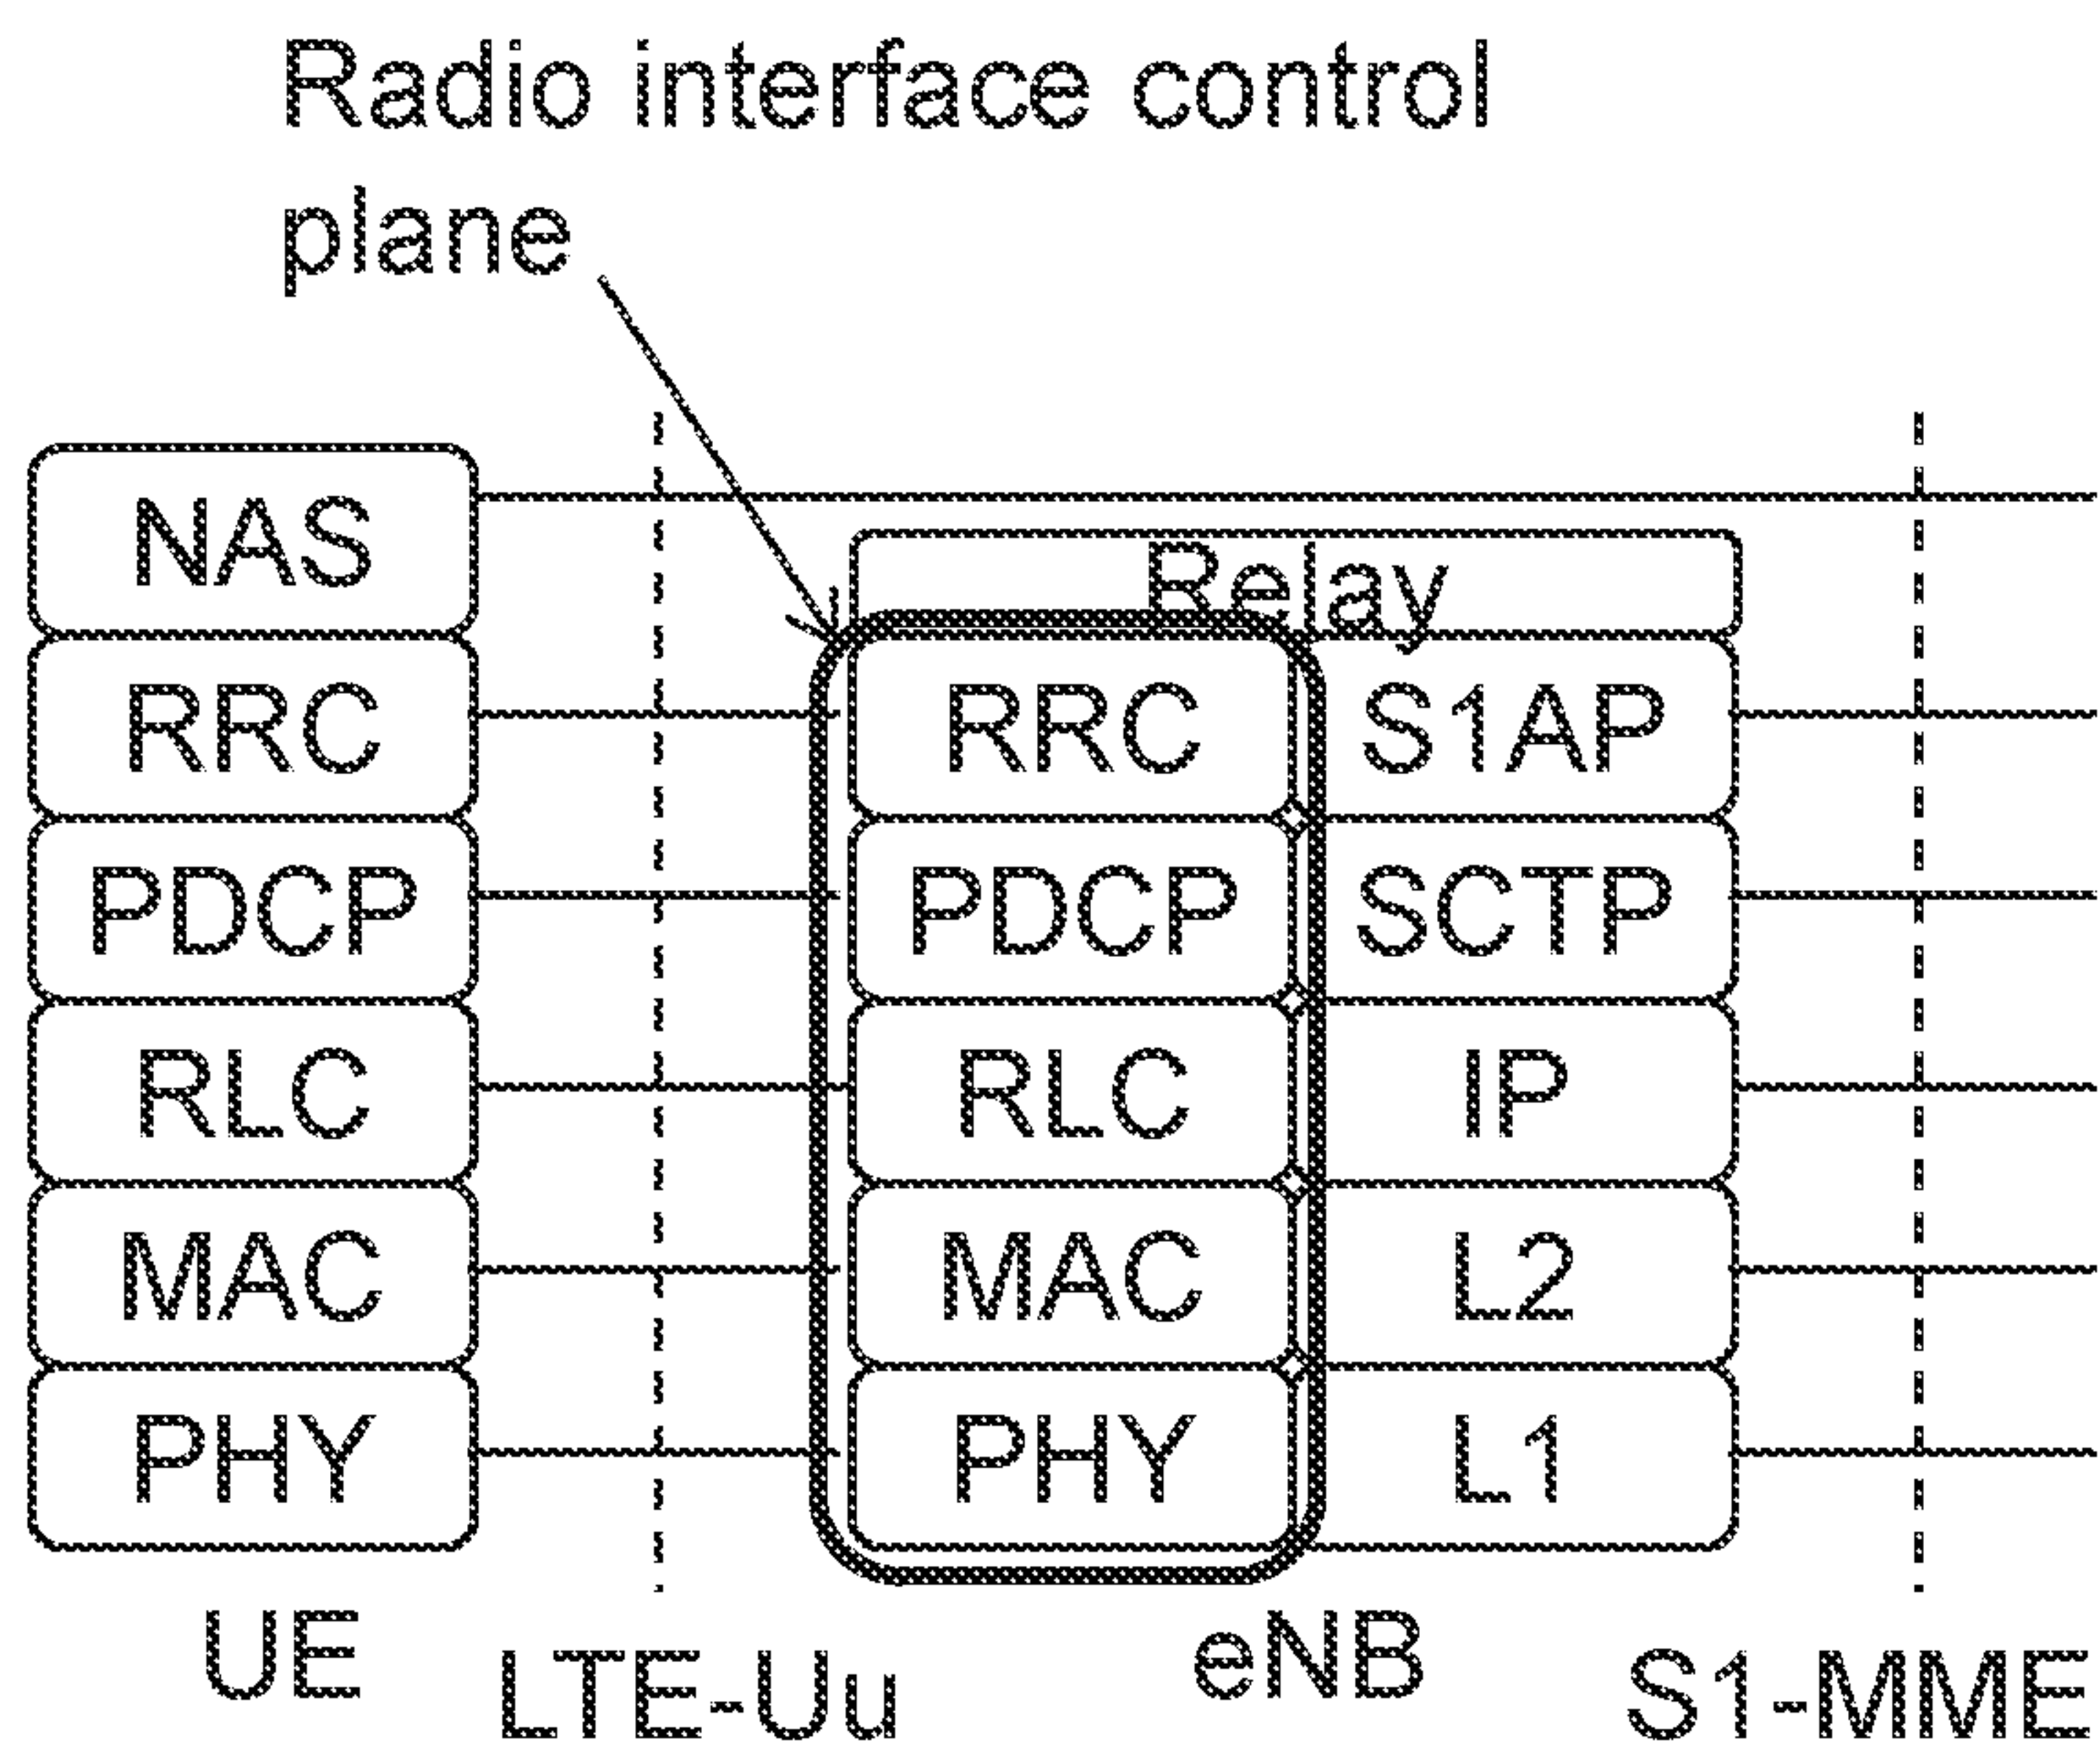 Radio interface control
plane
NAS
Relay
RRC RRC S1AP
PDCP PDCP SCTP
RLC RLC IP
MAC MAC L2
PHY PHY L1
UE LTE-Uu eNB S1-MME